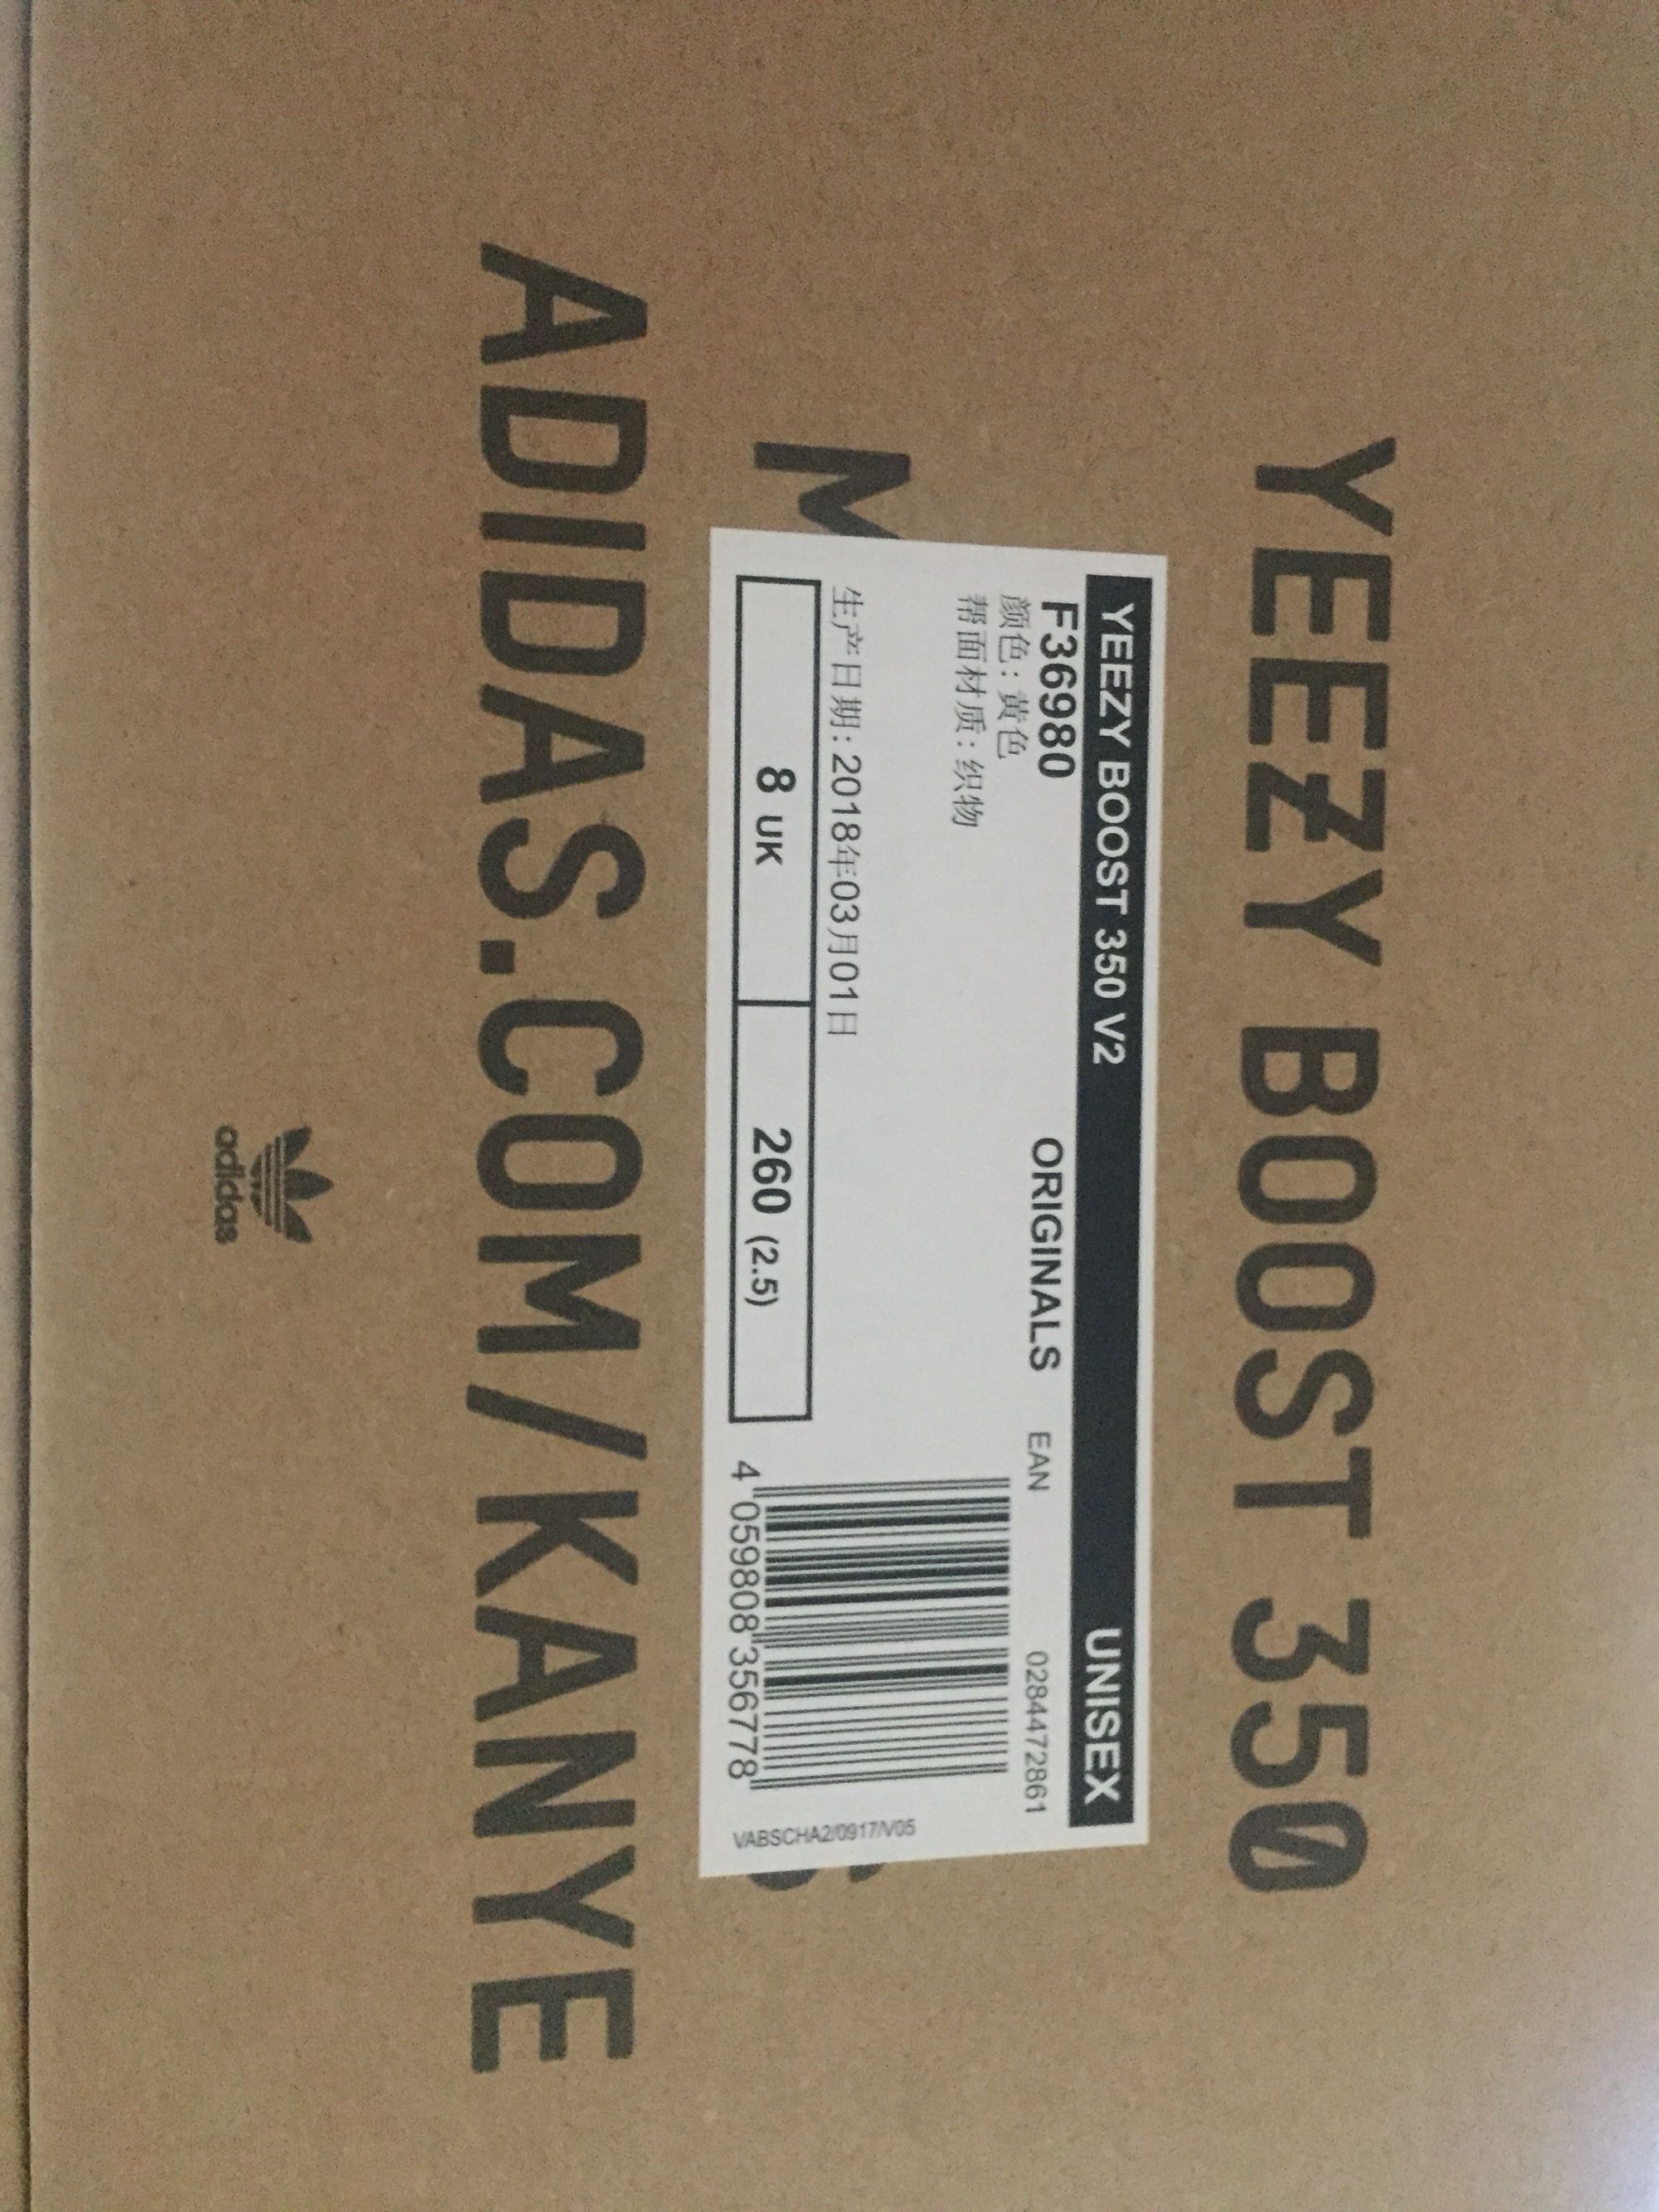 YEEZY BOOST 350
YEEZY BOOST 350 V2 UNISEX
F36980 ORIGINALS EAN 0284472861
颜色: 黄色
帮面材质: 织物
生产日期: 2018年03月01日
8 UK 260 (2.5)
4 059808 356778
VABSCHA2/0917/V05
ADIDAS.COM/KANYE
adidas